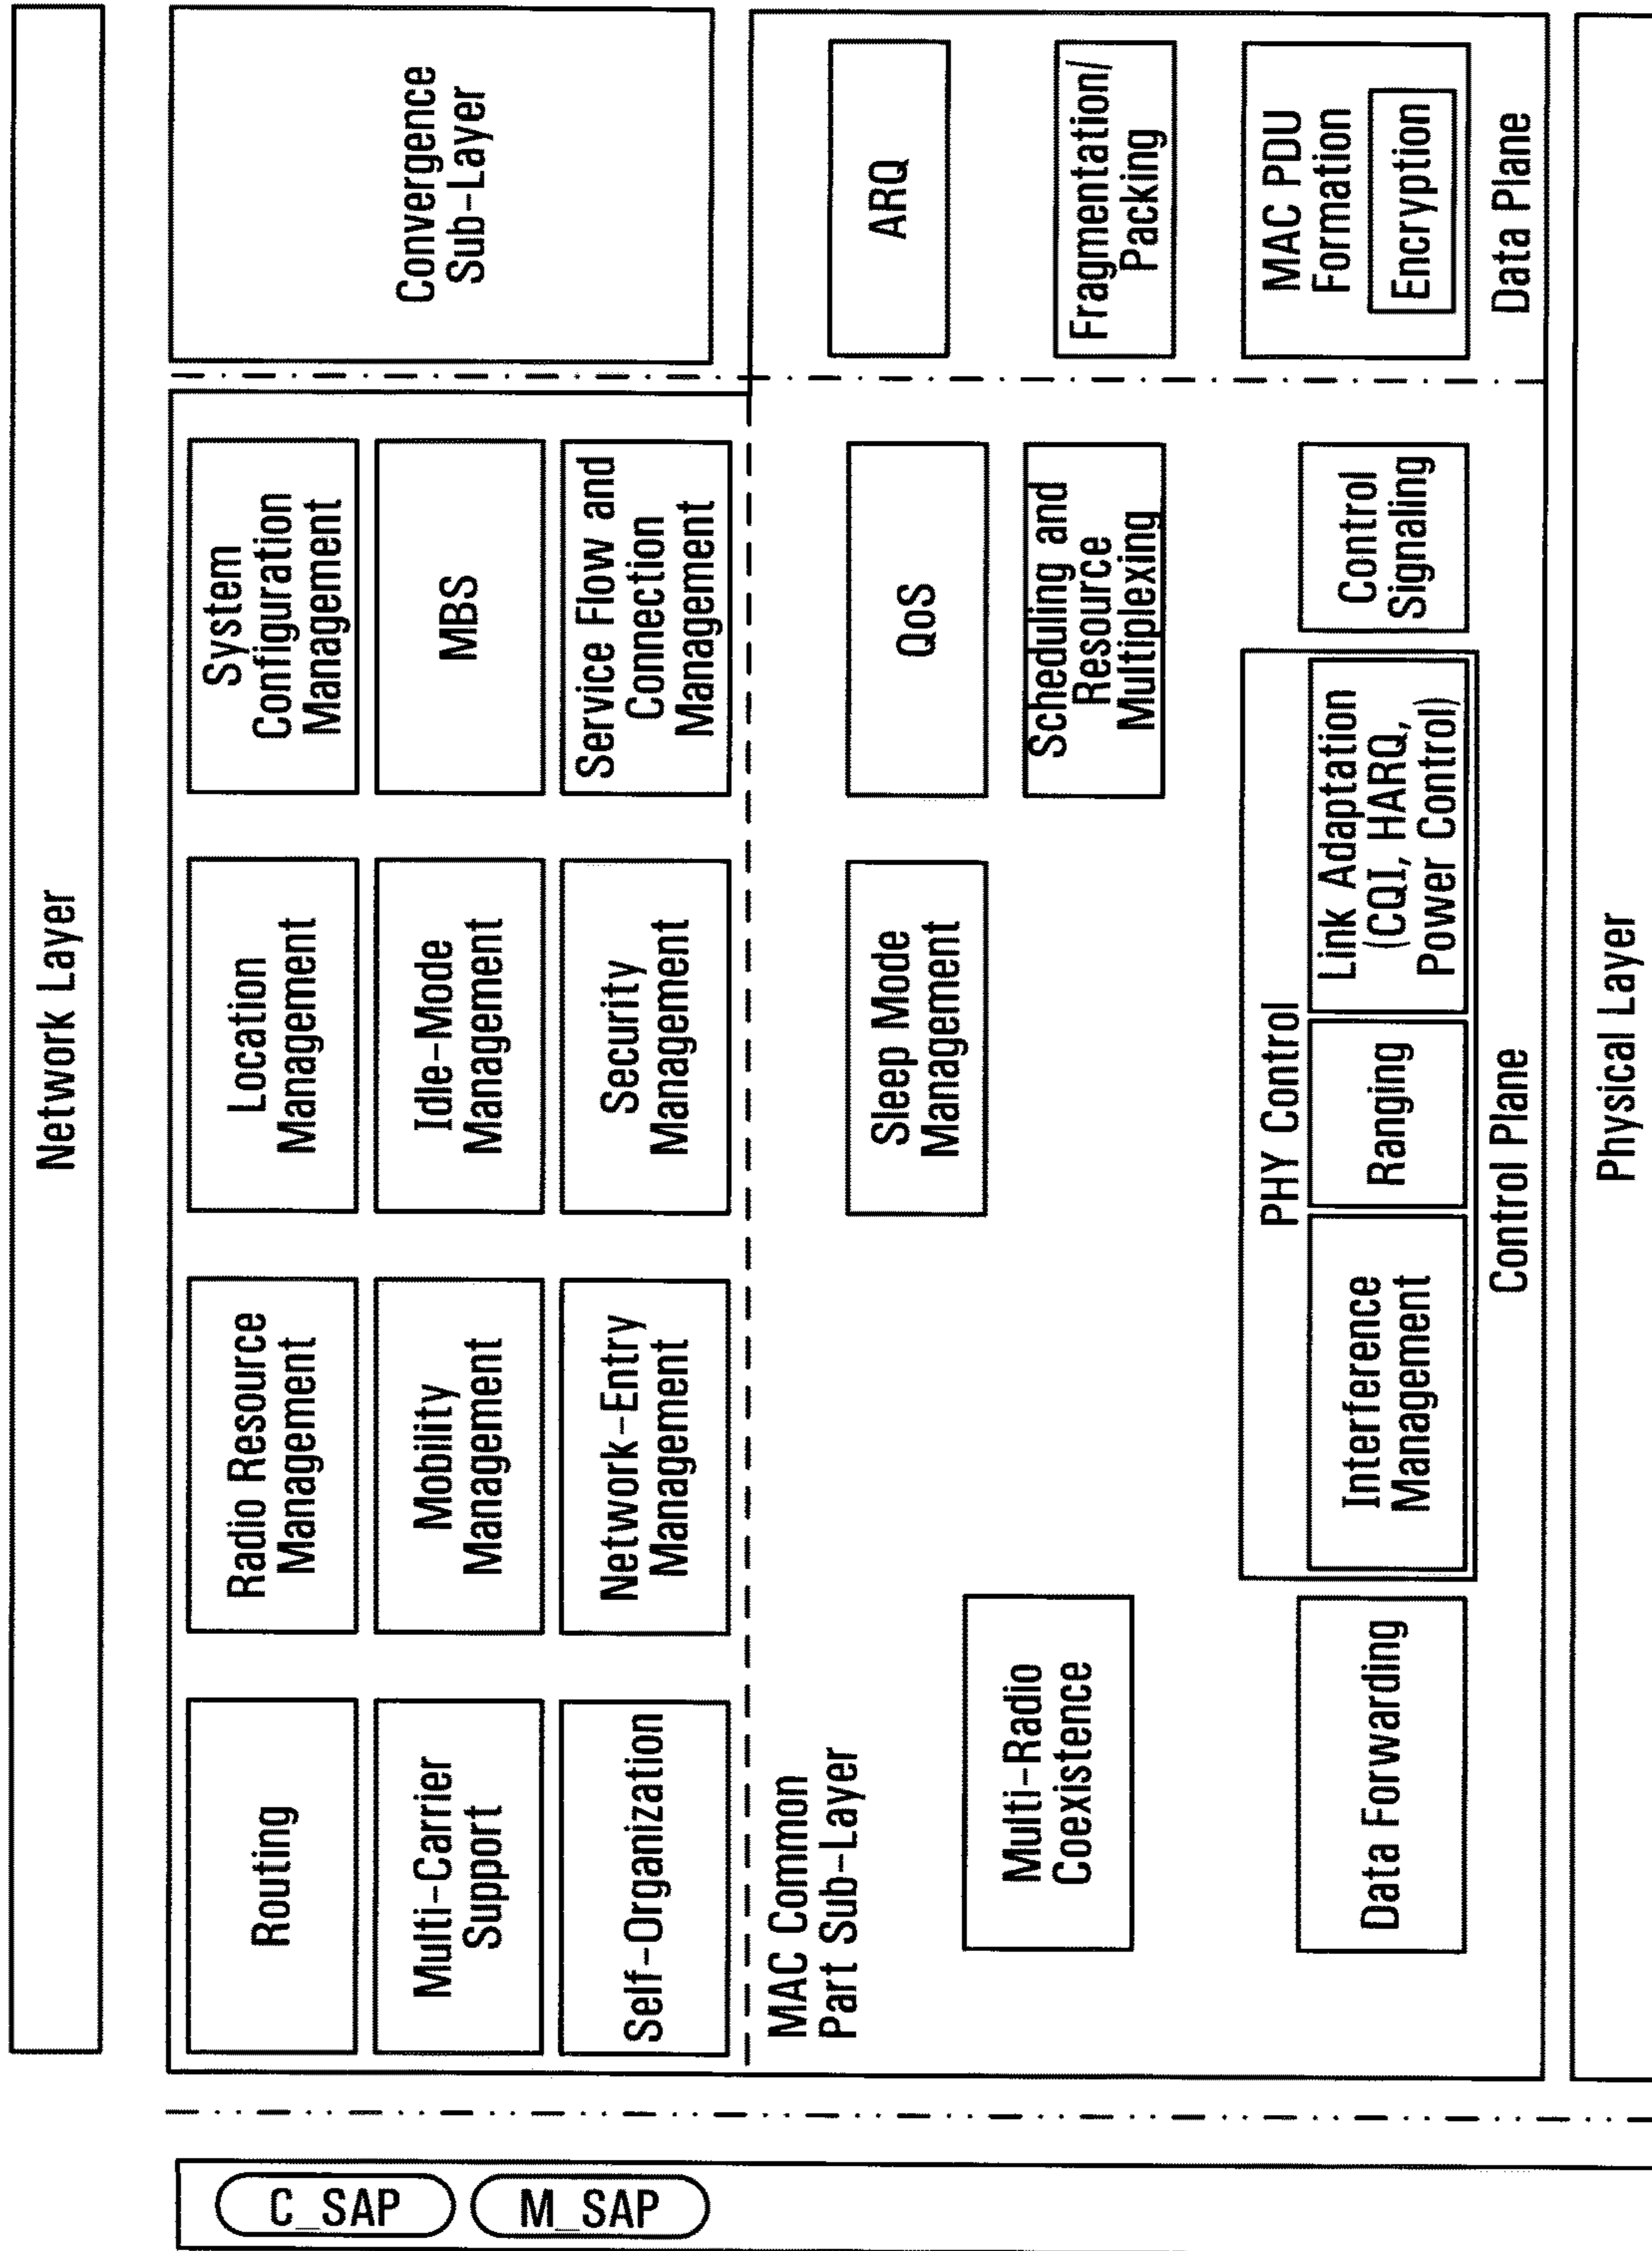 Network Layer
C_SAP
M_SAP
Routing
Radio Resource
Management
Location
Management
System
Configuration
Management
Convergence
Sub-Layer
Multi-Carrier
Support
Mobility
Management
Idle-Mode
Management
MBS
Self-Organization
Network-Entry
Management
Security
Management
Service Flow and
Connection
Management
MAC Common
Part Sub-Layer
Sleep Mode
Management
QoS
ARQ
Multi-Radio
Coexistence
Scheduling and
Resource
Multiplexing
Fragmentation/
Packing
Data Forwarding
PHY Control
Interference
Management
Ranging
Link Adaptation
(CQI, HARQ,
Power Control)
Control
Signaling
MAC PDU
Formation
Encryption
Control Plane
Data Plane
Physical Layer